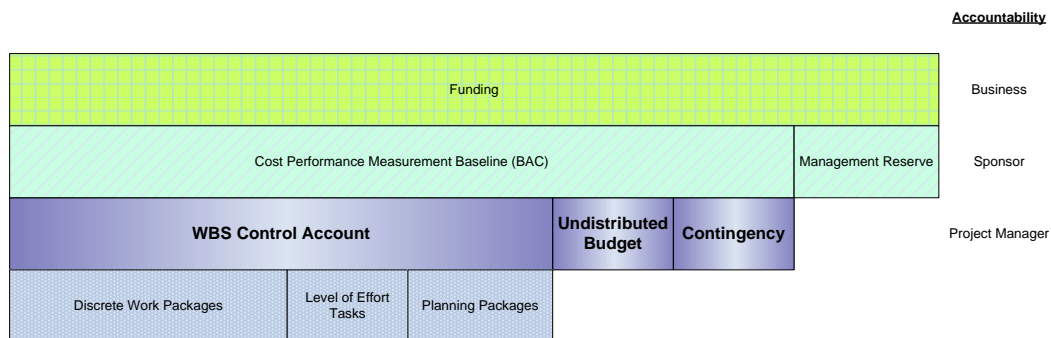 Accountability
Funding
Business
Cost Performance Measurement Baseline (BAC)
Management Reserve
Sponsor
WBS Control Account
Undistributed
Budget
Contingency
Project Manager
Discrete Work Packages
Level of Effort
Tasks
Planning Packages